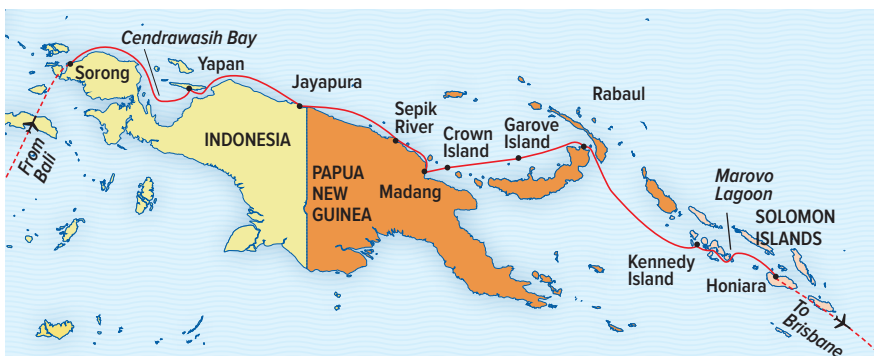 Cendrawasih Bay
Sorong
Yapan
Jayapura
From
Bali
INDONESIA
PAPUA
NEW
GUINEA
Sepik
River
Madang
Crown
Island
Garove
Island
Rabaul
Marovo
Lagoon
SOLOMON
ISLANDS
Kennedy
Island
Honiara
To
Brisbane